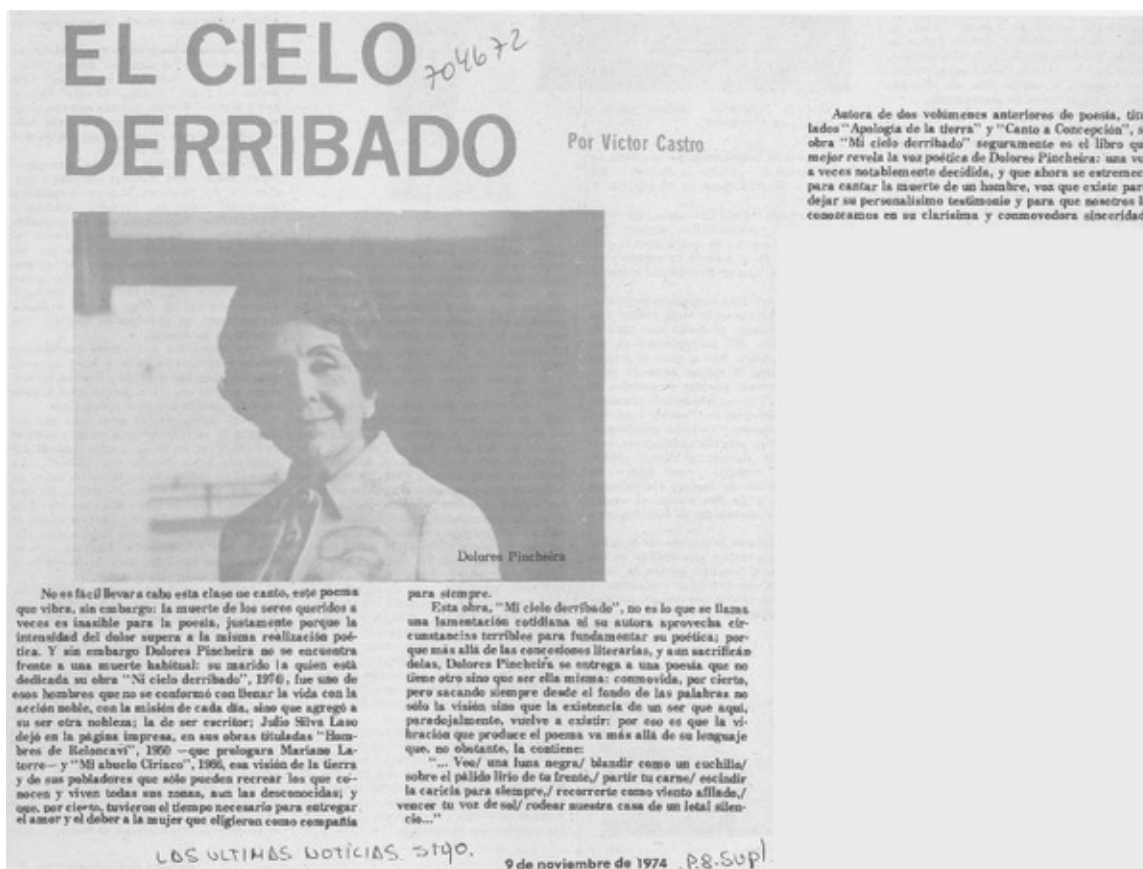 EL CIELO
DERRIBADO
704672
Por Víctor Castro
Dolores Pincheira
No es fácil llevar a cabo esta clase de canto, este poema
que vibra, sin embargo: la muerte de los seres queridos a
veces es inasible para la poesía, justamente porque la
intensidad del dolor supera a la misma realización poé-
tica. Y sin embargo Dolores Pincheira no se encuentra
frente a una muerte habitual: su marido (a quien está
dedicada su obra "Ni cielo derribado", 1974), fue uno de
esos hombres que no se conformó con llenar la vida con la
acción noble, con la misión de cada día, sino que agregó a
su ser otra nobleza; la de ser escritor; Julio Silva Laso
dejó en la página impresa, en sus obras tituladas "Hom-
bres de Reloncaví", 1950 —que prologara Mariano La-
torre— y "Mi abuelo Ciriaco", 1966, esa visión de la tierra
y de sus pobladores que sólo pueden recrear los que co-
nocen y viven todas sus zonas, aun las desconocidas; y
que, por cierto, tuvieron el tiempo necesario para entregar
el amor y el deber a la mujer que eligieron como compañía
para siempre.
Esta obra, "Mi cielo derribado", no es lo que se llama
una lamentación cotidiana ni su autora aprovecha cir-
cunstancias terribles para fundamentar su poética; por-
que más allá de las concesiones literarias, y aun sacrificán
dolas, Dolores Pincheira se entrega a una poesía que no
tiene otro sino que ser ella misma: conmovida, por cierto,
pero sacando siempre desde el fondo de las palabras no
sólo la visión sino que la existencia de un ser que aquí,
paradojalmente, vuelve a existir: por eso es que la vi-
bración que produce el poema va más allá de su lenguaje
que, no obstante, la contiene:
"... Veo/ una luna negra/ blandir como un cuchillo/
sobre el pálido lirio de tu frente,/ partir tu carne/ escindir
la caricia para siempre,/ recorrerte como viento afilado,/
vencer tu voz de sol/ rodear nuestra casa de un letal silen-
cio..."
Autora de dos volúmenes anteriores de poesía, titu
lados "Apología de la tierra" y "Canto a Concepción",
obra "Mi cielo derribado" seguramente es el libro qu
mejor revela la voz poética de Dolores Pincheira: una vo
a veces notablemente decidida, y que ahora se estremec
para cantar la muerte de un hombre, voz que existe par
dejar su personalísimo testimonio y para que nosotros l
conozcamos en su clarísima y conmovedora sinceridad
LAS ULTIMAS NOTICIAS. STGO.
9 de noviembre de 1974
P.8. SUPl